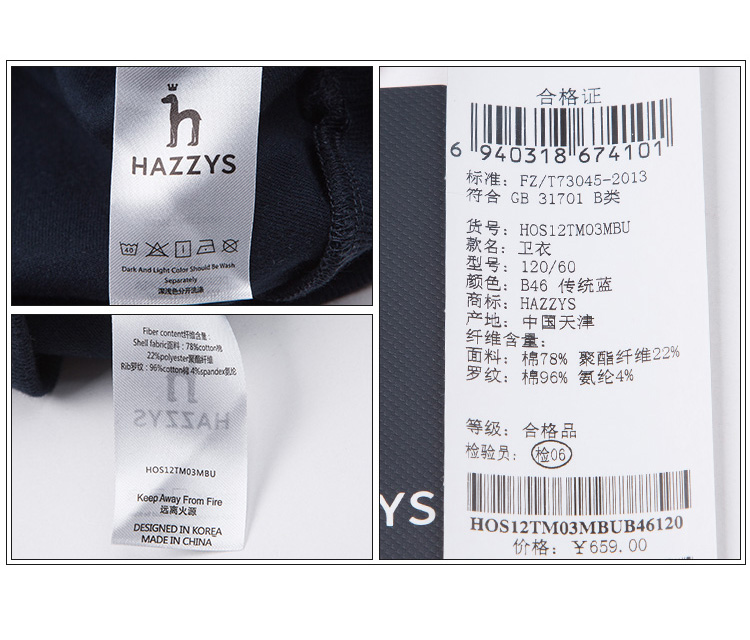 HAZZYS
40
Dark And Light Color Should Be Wash
Separately
深浅色分开洗涤
Fiber content纤维含量:
Shell fabric面料:78%cotton棉
22%polyester聚酯纤维
Rib罗纹:96%cotton棉 4%spandex氨纶
HAZZYS
HOS12TM03MBU
Keep Away From Fire
远离火源
DESIGNED IN KOREA
MADE IN CHINA
YS
合格证
6 940318 674101
标准: FZ/T73045-2013
符合 GB 31701 B类
货号: HOS12TM03MBU
款名: 卫衣
型号: 120/60
颜色: B46 传统蓝
商标: HAZZYS
产地: 中国天津
纤维含量:
面料: 棉78% 聚酯纤维22%
罗纹: 棉96% 氨纶4%
等级: 合格品
检验员: 检06
HOS12TM03MBUB46120
价格: ¥659.00